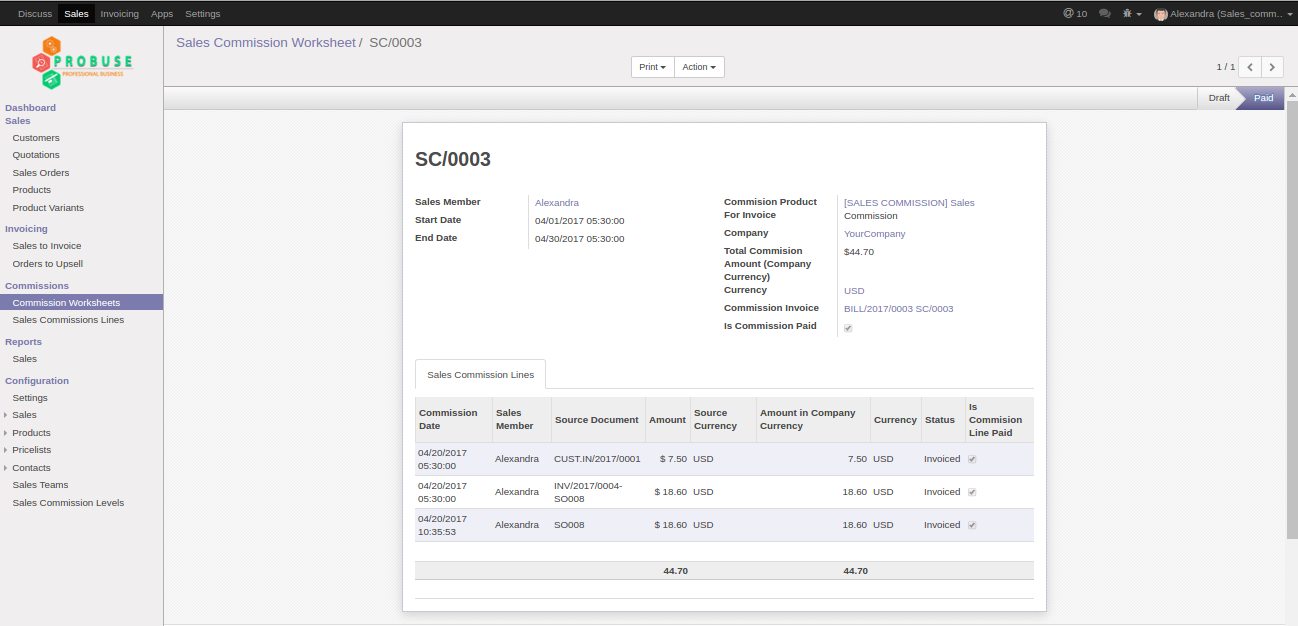 Discuss Sales Invoicing Apps Settings @ 10 Alexandra (Sales_comm...
PROBUSE
PROFESSIONAL BUSINESS
Dashboard
Sales
Customers
Quotations
Sales Orders
Products
Product Variants
Invoicing
Sales to Invoice
Orders to Upsell
Commissions
Commission Worksheets
Sales Commissions Lines
Reports
Sales
Configuration
Settings
Sales
Products
Pricelists
Contacts
Sales Teams
Sales Commission Levels
Sales Commission Worksheet / SC/0003
Print Action 1 / 1
Draft Paid
SC/0003
Sales Member Alexandra
Start Date 04/01/2017 05:30:00
End Date 04/30/2017 05:30:00
Commision Product [SALES COMMISSION] Sales
For Invoice Commission
Company YourCompany
Total Commision $44.70
Amount (Company
Currency)
Currency USD
Commission Invoice BILL/2017/0003 SC/0003
Is Commission Paid
Sales Commission Lines
Commission Date Sales Member Source Document Amount Source Currency Amount in Company Currency Currency Status Is Commision Line Paid
04/20/2017 05:30:00 Alexandra CUST.IN/2017/0001 $ 7.50 USD 7.50 USD Invoiced
04/20/2017 05:30:00 Alexandra INV/2017/0004-SO008 $ 18.60 USD 18.60 USD Invoiced
04/20/2017 10:35:53 Alexandra SO008 $ 18.60 USD 18.60 USD Invoiced
44.70 44.70